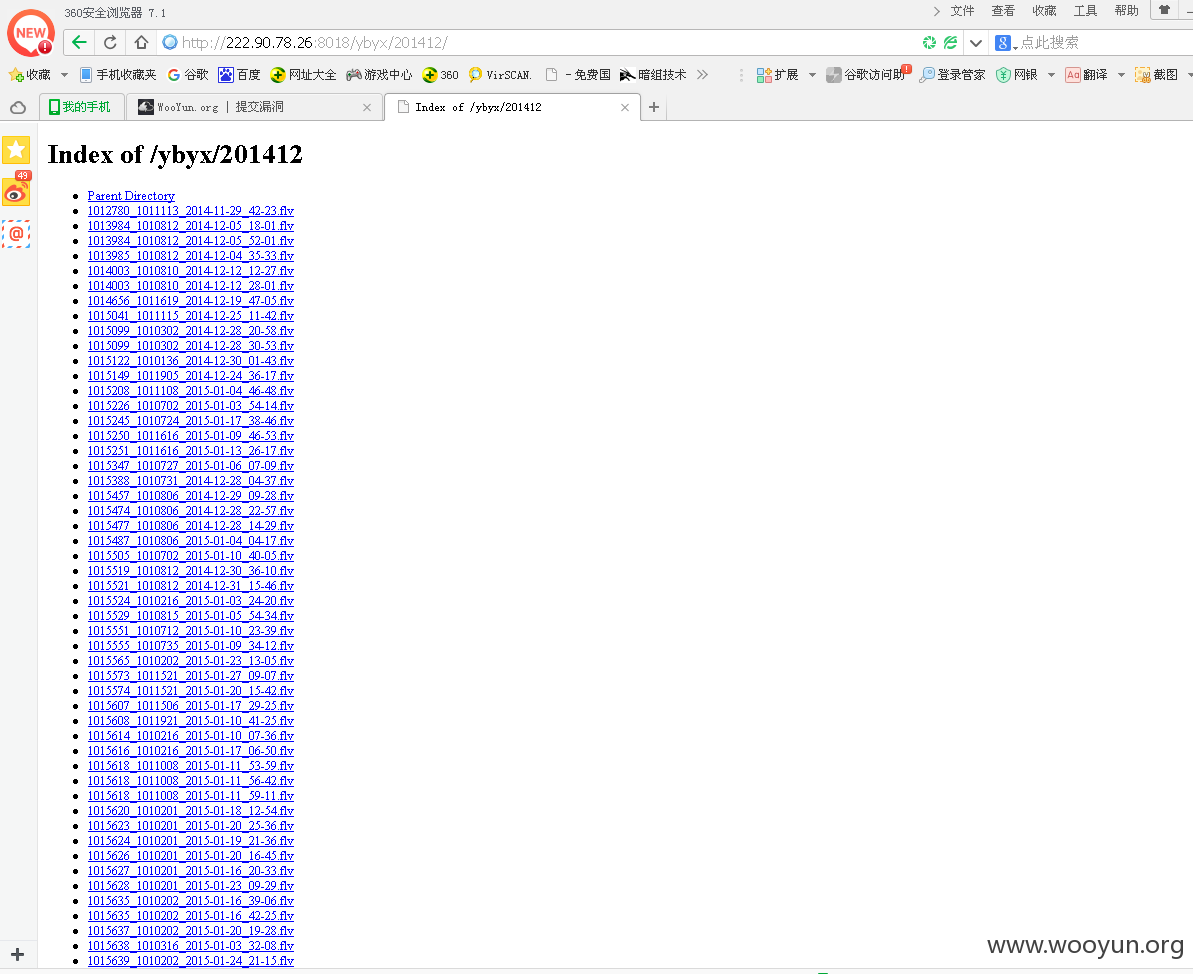 360安全浏览器 7.1
文件 查看 收藏 工具 帮助
NEW
http://222.90.78.26:8018/ybyx/201412/
8 点此搜索
收藏 手机收藏夹 谷歌 百度 网址大全 游戏中心 360 VirSCAN. - 免费国 暗组技术 扩展 谷歌访问助 登录管家 网银 翻译 截图
我的手机 WooYun.org | 提交漏洞 Index of /ybyx/201412
49
Index of /ybyx/201412
Parent Directory
1012780_1011113_2014-11-29_42-23.flv
1013984_1010812_2014-12-05_18-01.flv
1013984_1010812_2014-12-05_52-01.flv
1013985_1010812_2014-12-04_35-33.flv
1014003_1010810_2014-12-12_12-27.flv
1014003_1010810_2014-12-12_28-01.flv
1014656_1011619_2014-12-19_47-05.flv
1015041_1011115_2014-12-25_11-42.flv
1015099_1010302_2014-12-28_20-58.flv
1015099_1010302_2014-12-28_30-53.flv
1015122_1010136_2014-12-30_01-43.flv
1015149_1011905_2014-12-24_36-17.flv
1015208_1011108_2015-01-04_46-48.flv
1015226_1010702_2015-01-03_54-14.flv
1015245_1010724_2015-01-17_38-46.flv
1015250_1011616_2015-01-09_46-53.flv
1015251_1011616_2015-01-13_26-17.flv
1015347_1010727_2015-01-06_07-09.flv
1015388_1010731_2014-12-28_04-37.flv
1015457_1010806_2014-12-29_09-28.flv
1015474_1010806_2014-12-28_22-57.flv
1015477_1010806_2014-12-28_14-29.flv
1015487_1010806_2015-01-04_04-17.flv
1015505_1010702_2015-01-10_40-05.flv
1015519_1010812_2014-12-30_36-10.flv
1015521_1010812_2014-12-31_15-46.flv
1015524_1010216_2015-01-03_24-20.flv
1015529_1010815_2015-01-05_54-34.flv
1015551_1010712_2015-01-10_23-39.flv
1015555_1010735_2015-01-09_34-12.flv
1015565_1010202_2015-01-23_13-05.flv
1015573_1011521_2015-01-27_09-07.flv
1015574_1011521_2015-01-20_15-42.flv
1015607_1011506_2015-01-17_29-25.flv
1015608_1011921_2015-01-10_41-25.flv
1015614_1010216_2015-01-10_07-36.flv
1015616_1010216_2015-01-17_06-50.flv
1015618_1011008_2015-01-11_53-59.flv
1015618_1011008_2015-01-11_56-42.flv
1015618_1011008_2015-01-11_59-11.flv
1015620_1010201_2015-01-18_12-54.flv
1015623_1010201_2015-01-20_25-36.flv
1015624_1010201_2015-01-19_21-36.flv
1015626_1010201_2015-01-20_16-45.flv
1015627_1010201_2015-01-16_20-33.flv
1015628_1010201_2015-01-23_09-29.flv
1015635_1010202_2015-01-16_39-06.flv
1015635_1010202_2015-01-16_42-25.flv
1015637_1010202_2015-01-20_19-28.flv
1015638_1010316_2015-01-03_32-08.flv
1015639_1010202_2015-01-24_21-15.flv
www.wooyun.org